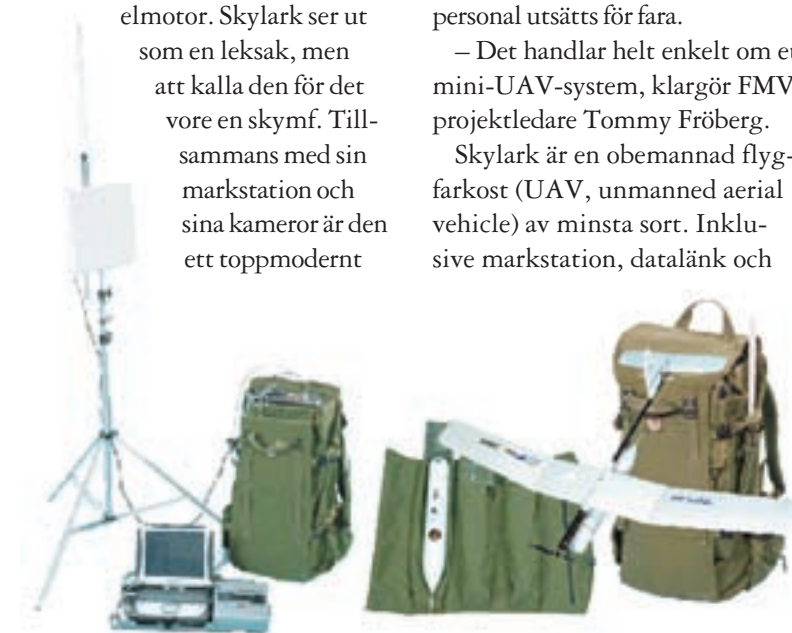 elmotor. Skylark ser ut
som en leksak, men
att kalla den för det
vore en skymf. Till-
sammans med sin
markstation och
sina kameror är den
ett toppmodernt
personal utsätts för fara.
– Det handlar helt enkelt om
mini-UAV-system, klargör FMV
projektledare Tommy Fröberg.
Skylark är en obemannad flyg-
farkost (UAV, unmanned aerial
vehicle) av minsta sort. Inklu-
sive markstation, datalänk och